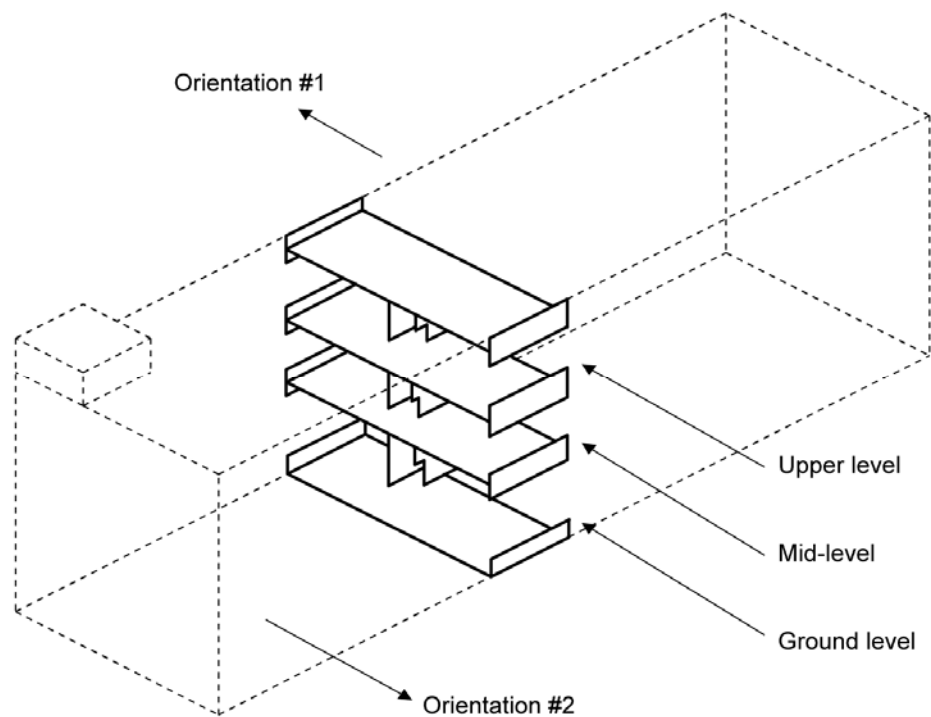 Orientation #1
Upper level
Mid-level
Ground level
Orientation #2